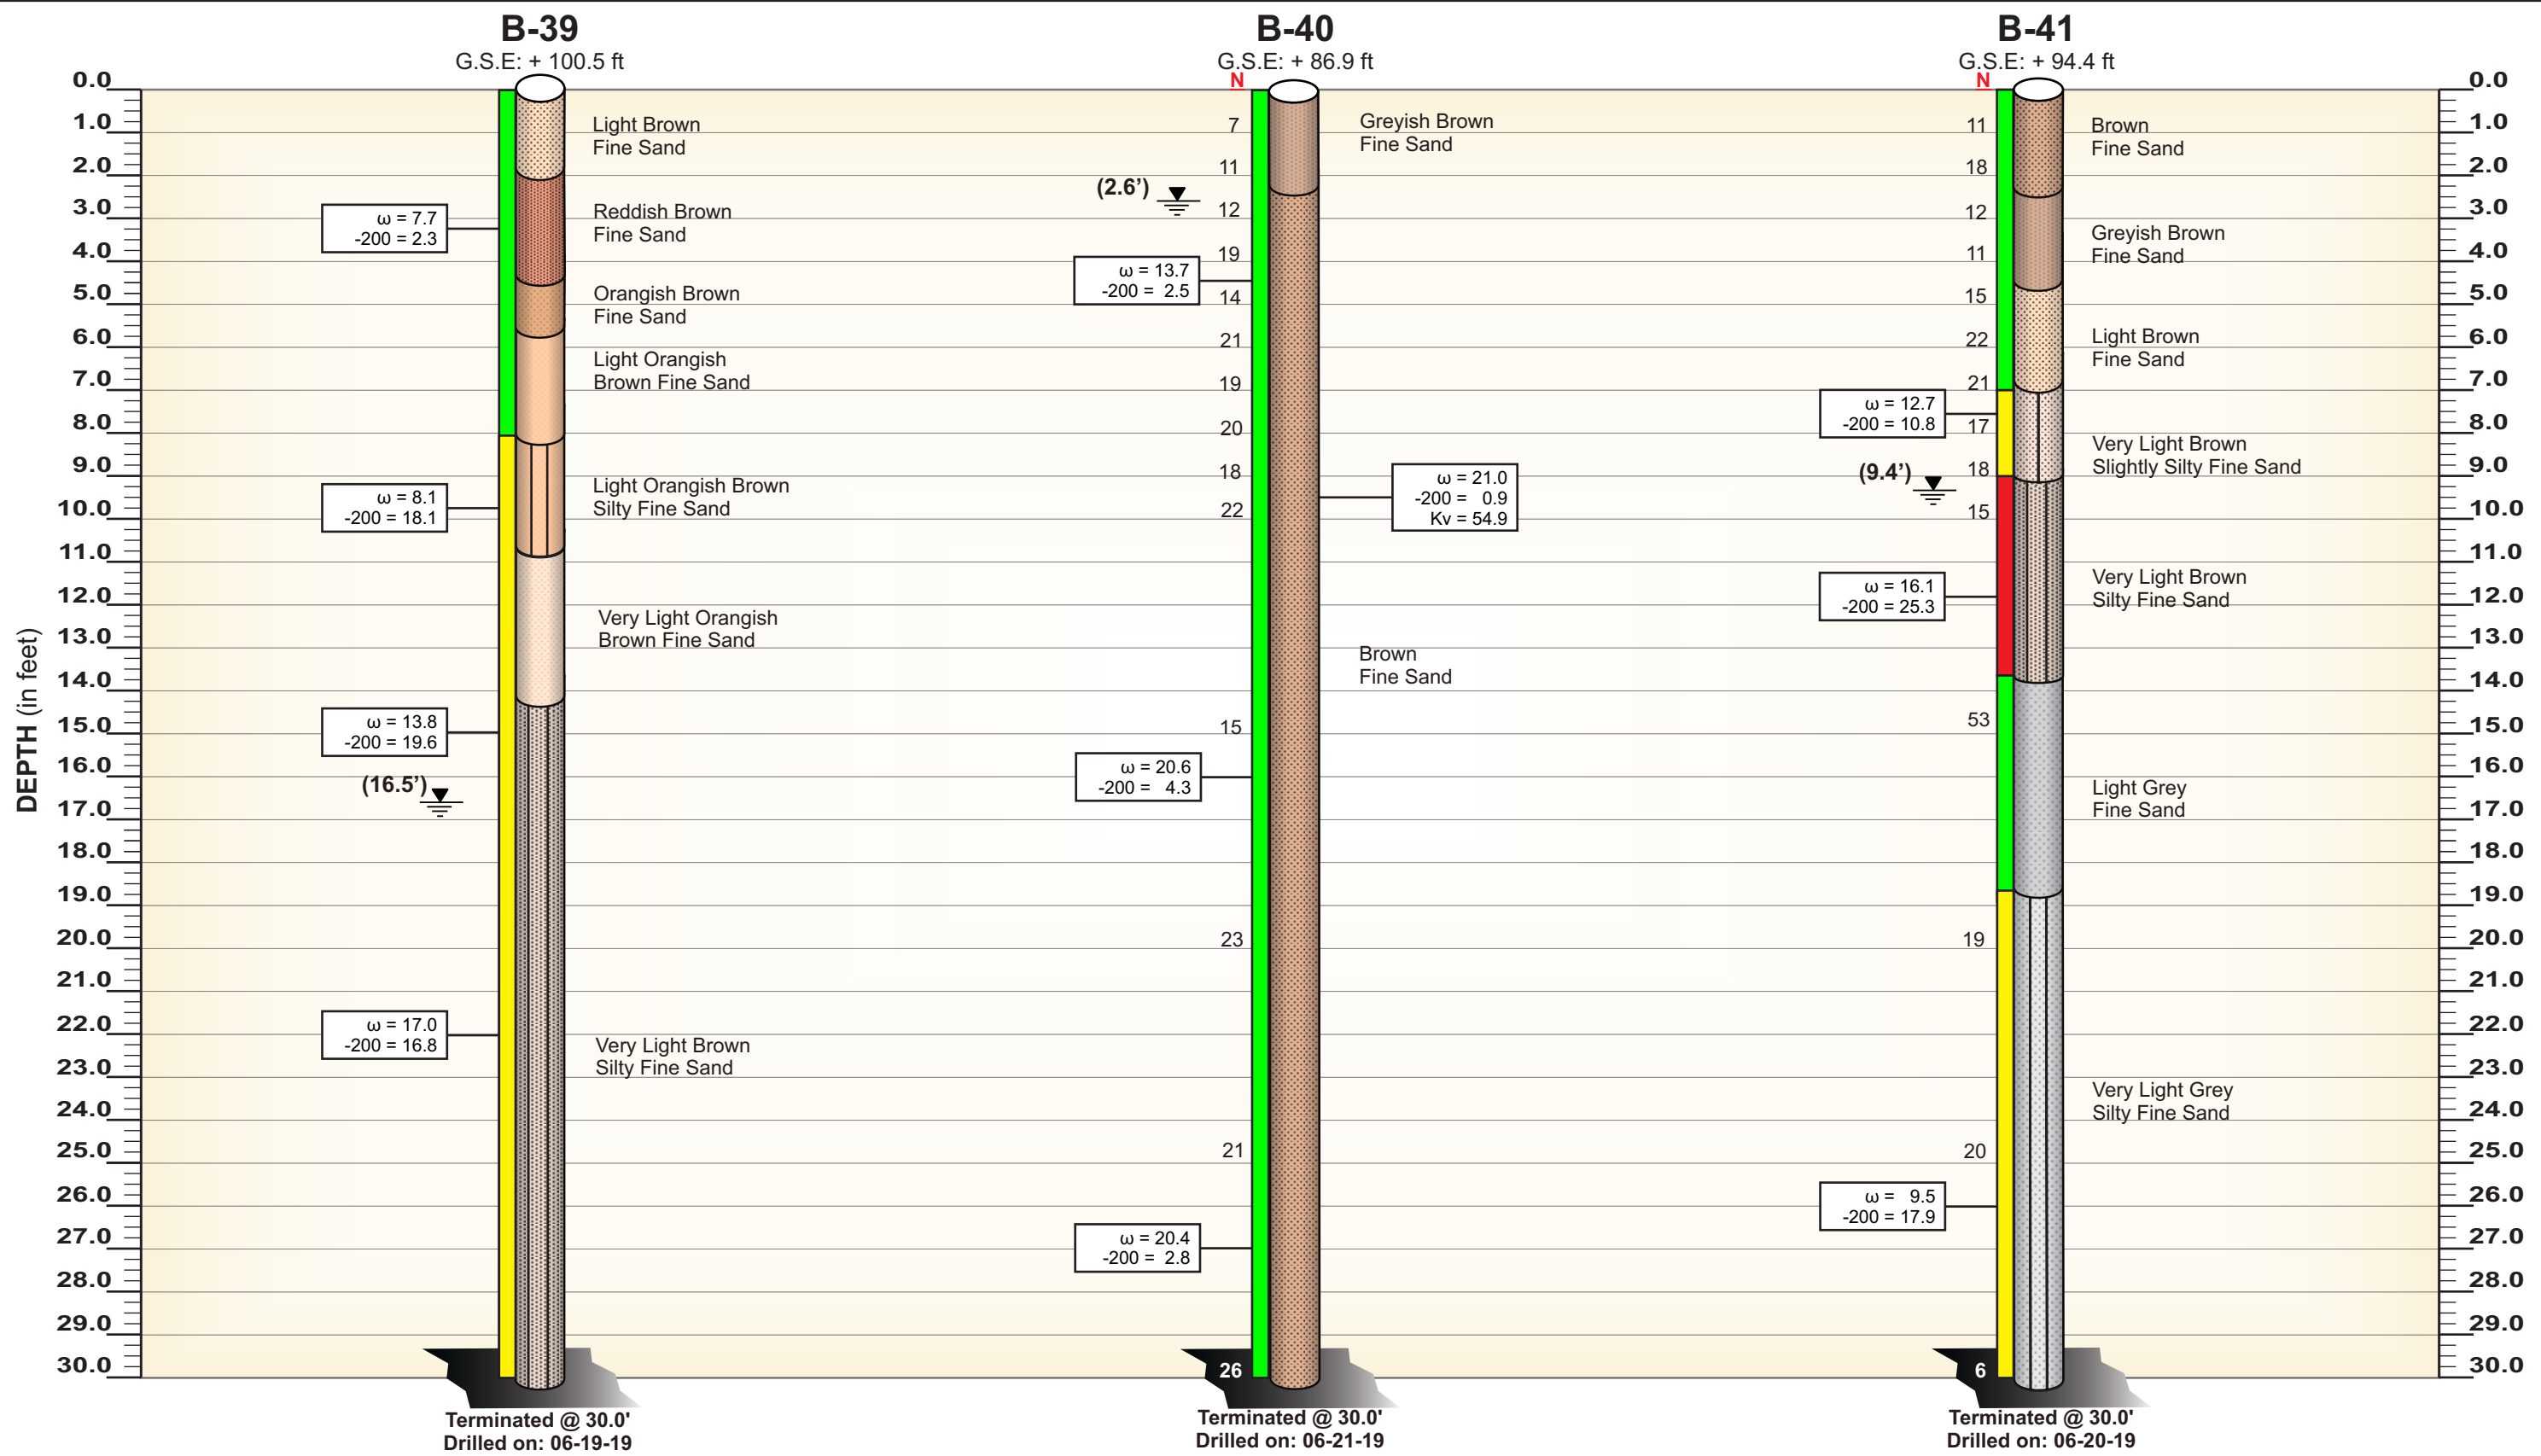 B-39
G.S.E: + 100.5 ft
B-40
G.S.E: + 86.9 ft
B-41
G.S.E: + 94.4 ft
DEPTH (in feet)
0.0
1.0
2.0
3.0
4.0
5.0
6.0
7.0
8.0
9.0
10.0
11.0
12.0
13.0
14.0
15.0
16.0
17.0
18.0
19.0
20.0
21.0
22.0
23.0
24.0
25.0
26.0
27.0
28.0
29.0
30.0
ω = 7.7
-200 = 2.3
ω = 8.1
-200 = 18.1
ω = 13.8
-200 = 19.6
(16.5’)
ω = 17.0
-200 = 16.8
Light Brown
Fine Sand
Reddish Brown
Fine Sand
Orangish Brown
Fine Sand
Light Orangish
Brown Fine Sand
Light Orangish Brown
Silty Fine Sand
Very Light Orangish
Brown Fine Sand
Very Light Brown
Silty Fine Sand
Terminated @ 30.0'
Drilled on: 06-19-19
N
7
11
(2.6’)
12
19
ω = 13.7
-200 = 2.5
14
21
19
20
18
22
15
ω = 20.6
-200 = 4.3
23
21
ω = 20.4
-200 = 2.8
26
Greyish Brown
Fine Sand
ω = 21.0
-200 = 0.9
Kv = 54.9
Brown
Fine Sand
Terminated @ 30.0'
Drilled on: 06-21-19
N
11
18
12
11
15
22
21
ω = 12.7
-200 = 10.8
17
18
(9.4’)
15
ω = 16.1
-200 = 25.3
53
19
20
ω = 9.5
-200 = 17.9
6
Brown
Fine Sand
Greyish Brown
Fine Sand
Light Brown
Fine Sand
Very Light Brown
Slightly Silty Fine Sand
Very Light Brown
Silty Fine Sand
Light Grey
Fine Sand
Very Light Grey
Silty Fine Sand
Terminated @ 30.0'
Drilled on: 06-20-19
0.0
1.0
2.0
3.0
4.0
5.0
6.0
7.0
8.0
9.0
10.0
11.0
12.0
13.0
14.0
15.0
16.0
17.0
18.0
19.0
20.0
21.0
22.0
23.0
24.0
25.0
26.0
27.0
28.0
29.0
30.0